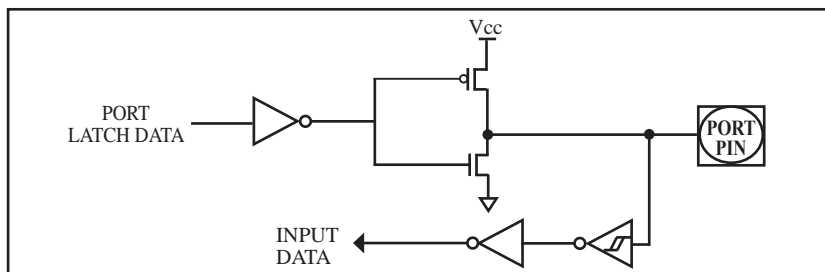 Vcc
PORT
LATCH DATA
PORT
PIN
INPUT
DATA